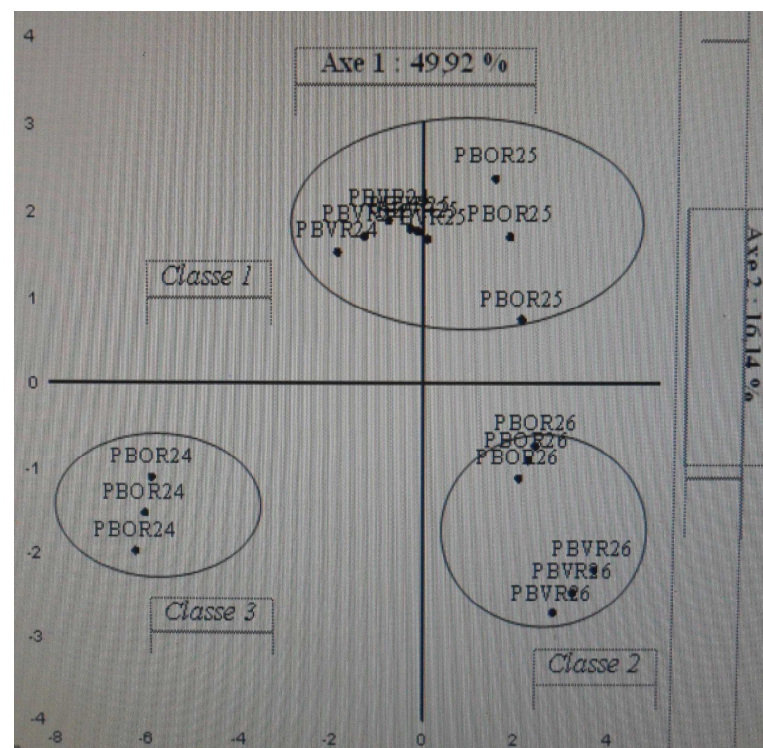 4
Axe 1 : 49,92 %
3
PBOR25
2
PBVR24
PBVR25
PBOR25
PBVR24
1
Classe 1
PBOR25
Axe 2 : 16,14 %
0
PBOR26
PBOR26
PBOR26
-1
PBOR24
PBOR24
PBOR24
-2
PBVR26
PBVR26
PBVR26
Classe 3
-3
Classe 2
-4
-8 -6 -4 -2 0 2 4